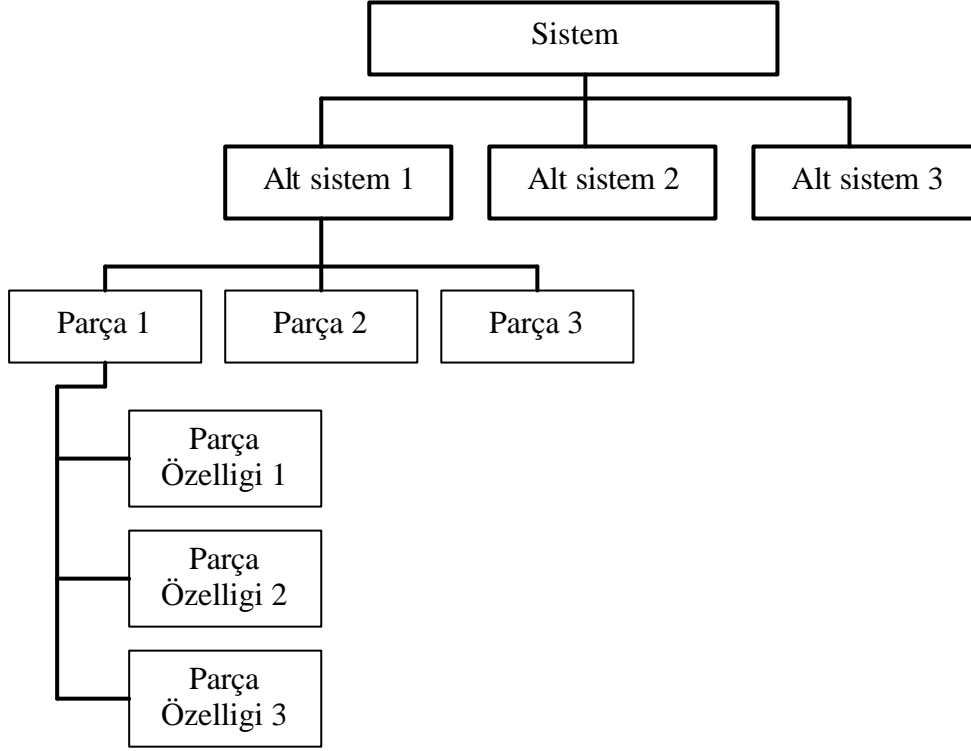 Sistem
Alt sistem 1
Alt sistem 2
Alt sistem 3
Parça 1
Parça 2
Parça 3
Parça
Özelligi 1
Parça
Özelligi 2
Parça
Özelligi 3